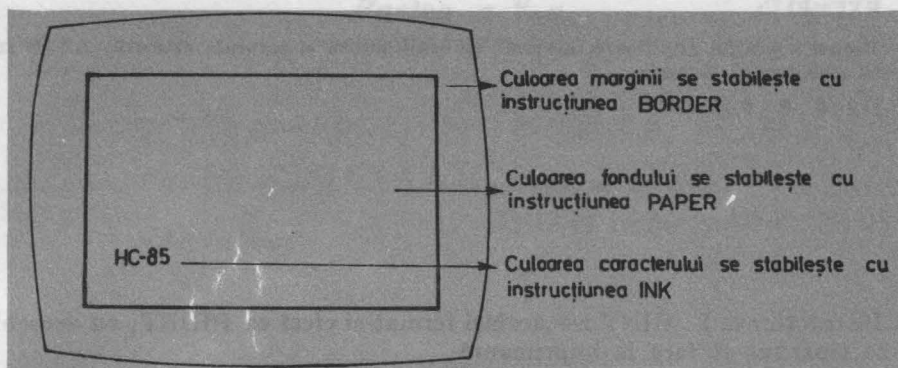 Culoarea marginii se stabilește cu
instrucțiunea BORDER
Culoarea fondului se stabilește cu
instrucțiunea PAPER
HC-85
Culoarea caracterului se stabilește cu
instrucțiunea INK